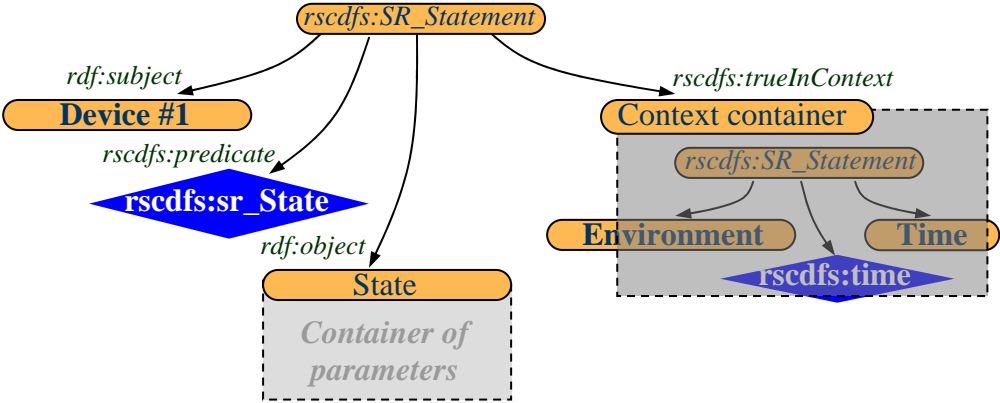 rscdfs:SR_Statement
rdf:subject
rscdfs:trueInContext
Device #1
Context container
rscdfs:predicate
rscdfs:SR_Statement
rscdfs:sr_State
rdf:object
Environment
Time
State
rscdfs:time
Container of
parameters